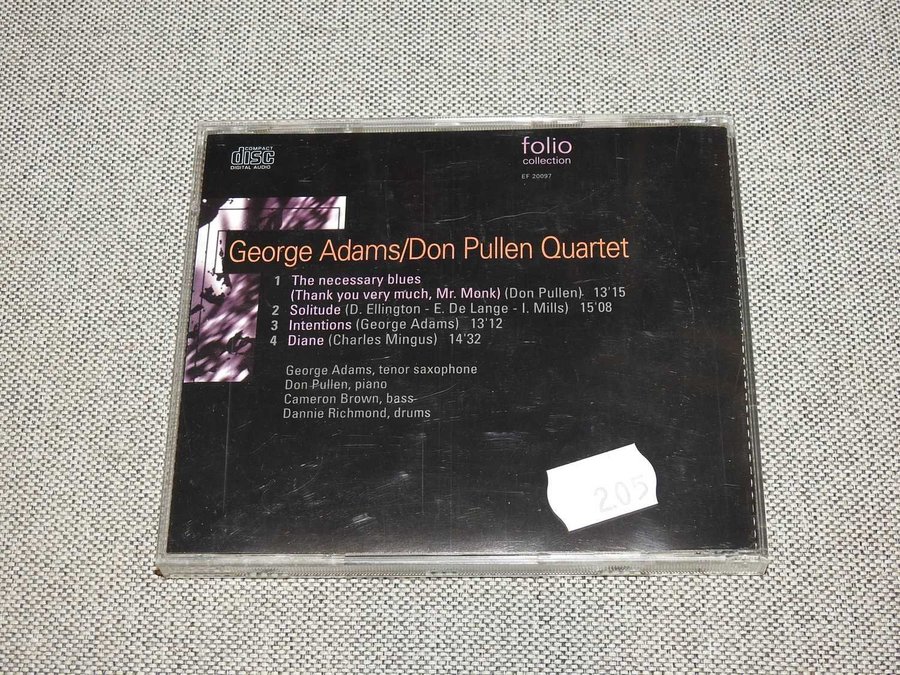 COMPACT
disc
DIGITAL AUDIO
folio
collection
EF 20097
George Adams/Don Pullen Quartet
1 The necessary blues
(Thank you very much, Mr. Monk) (Don Pullen) 13'15
2 Solitude (D. Ellington - E. De Lange - I. Mills) 15'08
3 Intentions (George Adams) 13'12
4 Diane (Charles Mingus) 14'32
George Adams, tenor saxophone
Don Pullen, piano
Cameron Brown, bass
Dannie Richmond, drums
2.05